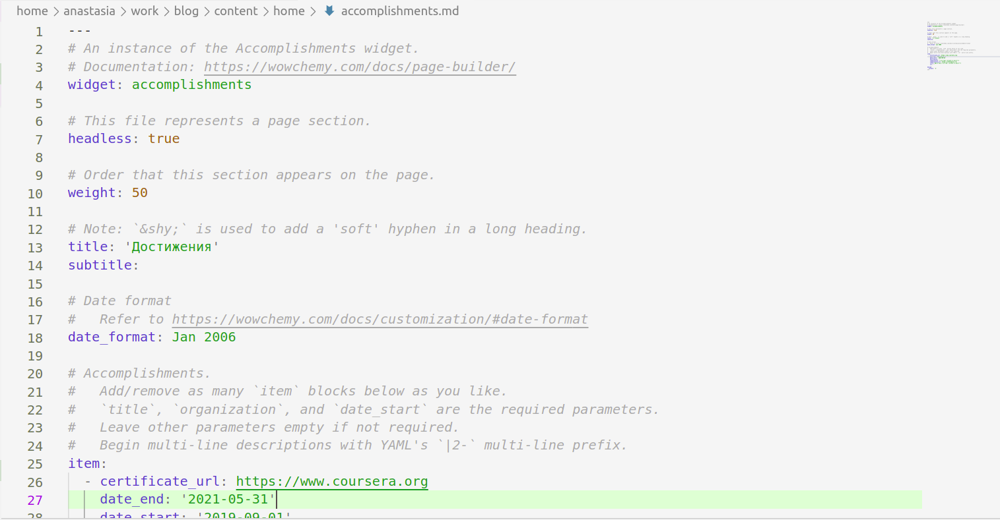 home > anastasia > work > blog > content > home > accomplishments.md
1 ---
2 # An instance of the Accomplishments widget.
3 # Documentation: https://wowchemy.com/docs/page-builder/
4 widget: accomplishments
5
6 # This file represents a page section.
7 headless: true
8
9 # Order that this section appears on the page.
10 weight: 50
11
12 # Note: `&shy;` is used to add a 'soft' hyphen in a long heading.
13 title: 'Достижения'
14 subtitle:
15
16 # Date format
17 #   Refer to https://wowchemy.com/docs/customization/#date-format
18 date_format: Jan 2006
19
20 # Accomplishments.
21 #   Add/remove as many `item` blocks below as you like.
22 #   `title`, `organization`, and `date_start` are the required parameters.
23 #   Leave other parameters empty if not required.
24 #   Begin multi-line descriptions with YAML's `|2-` multi-line prefix.
25 item:
26   - certificate_url: https://www.coursera.org
27     date_end: '2021-05-31'
28     date_start: '2019-09-01'